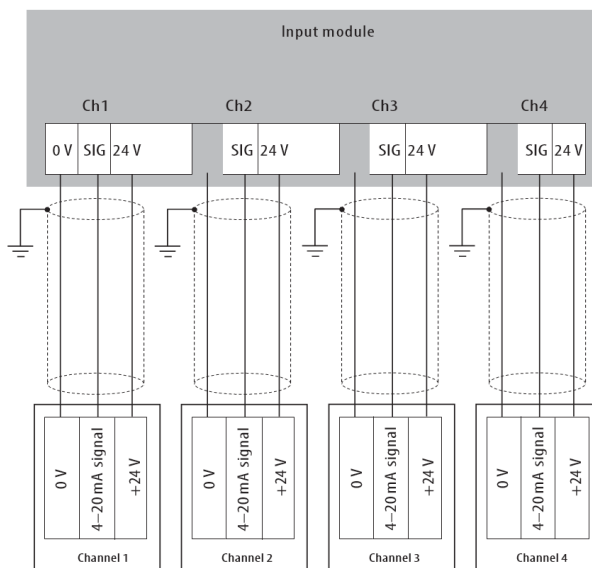 Input module
Ch1 Ch2 Ch3 Ch4
0 V SIG 24 V SIG 24 V SIG 24 V SIG 24 V
0 V 4–20 mA signal +24 V 0 V 4–20 mA signal +24 V 0 V 4–20 mA signal +24 V 0 V 4–20 mA signal +24 V
Channel 1 Channel 2 Channel 3 Channel 4